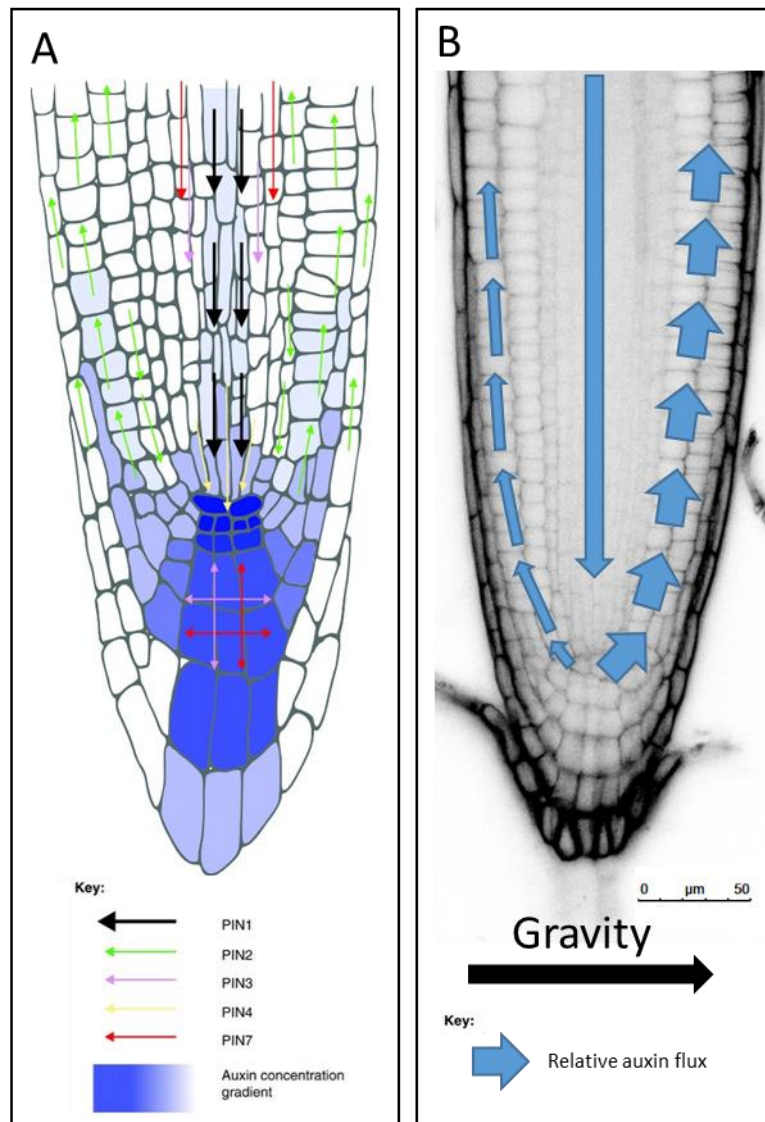 A
Key:
PIN1
PIN2
PIN3
PIN4
PIN7
Auxin concentration
gradient
B
0 µm 50
Gravity
Key:
Relative auxin flux